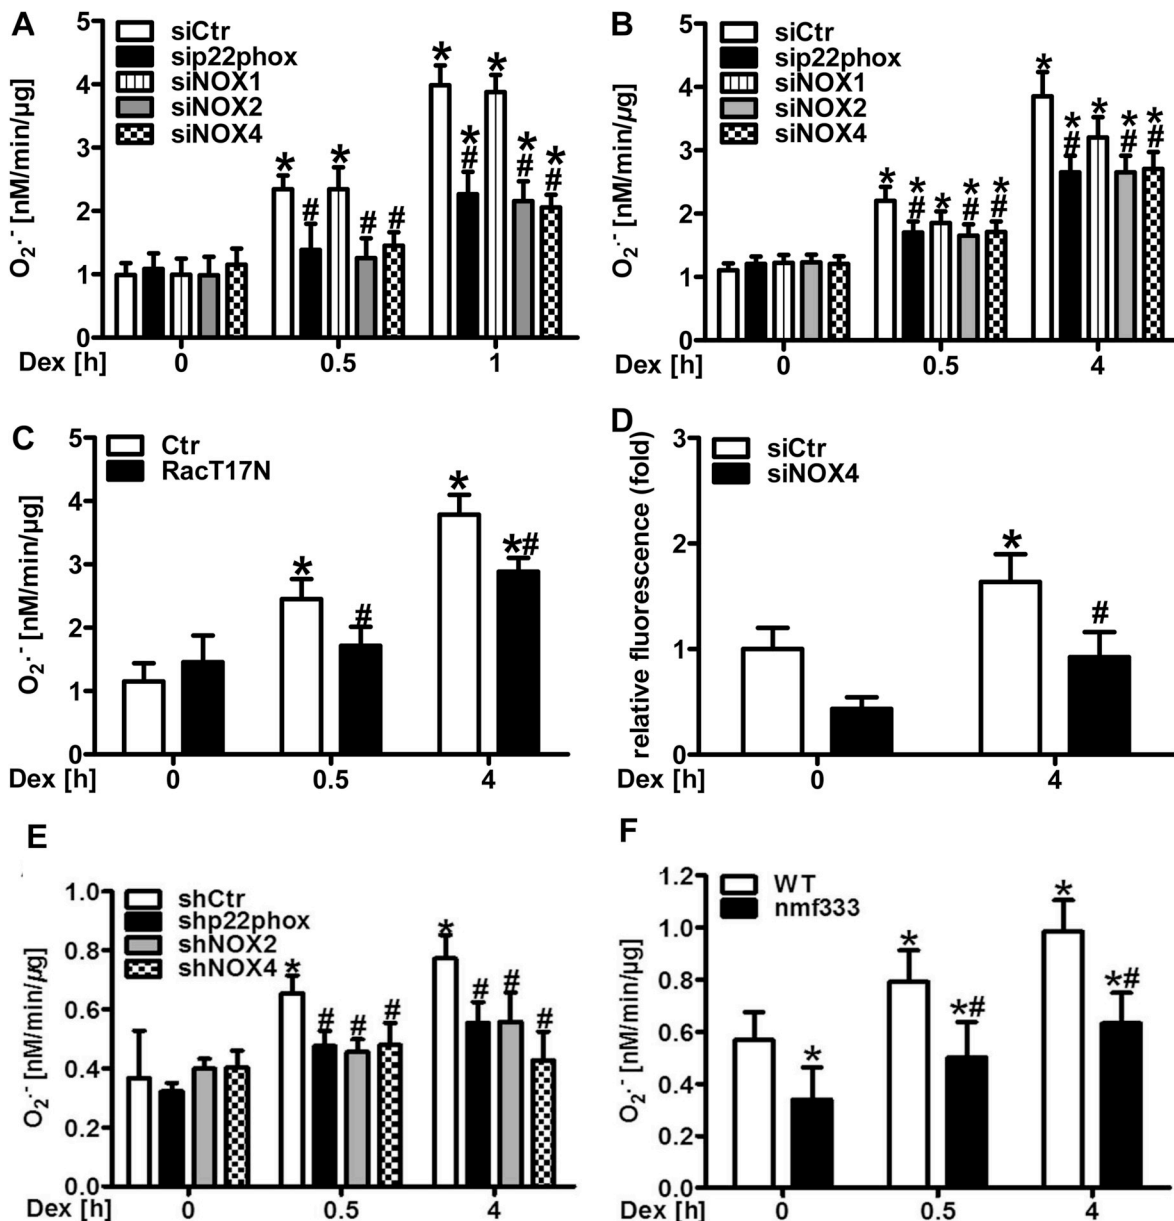 A
5
4
3
2
1
0
O2·- [nM/min/µg]
siCtr
sip22phox
siNOX1
siNOX2
siNOX4
* # * # #
* *# * *# *#
Dex [h] 0 0.5 1
B
5
4
3
2
1
0
O2·- [nM/min/µg]
siCtr
sip22phox
siNOX1
siNOX2
siNOX4
* *# * *# *#
* *# * *# *#
Dex [h] 0 0.5 4
C
5
4
3
2
1
0
O2·- [nM/min/µg]
Ctr
RacT17N
* #
* *#
Dex [h] 0 0.5 4
D
3
2
1
0
relative fluorescence (fold)
siCtr
siNOX4
* #
Dex [h] 0 4
E
1.0
0.8
0.6
0.4
0.2
0.0
O2·- [nM/min/µg]
shCtr
shp22phox
shNOX2
shNOX4
* # # #
* # # #
Dex [h] 0 0.5 4
F
1.2
1.0
0.8
0.6
0.4
0.2
0.0
O2·- [nM/min/µg]
WT
nmf333
*
* *#
* *#
Dex [h] 0 0.5 4